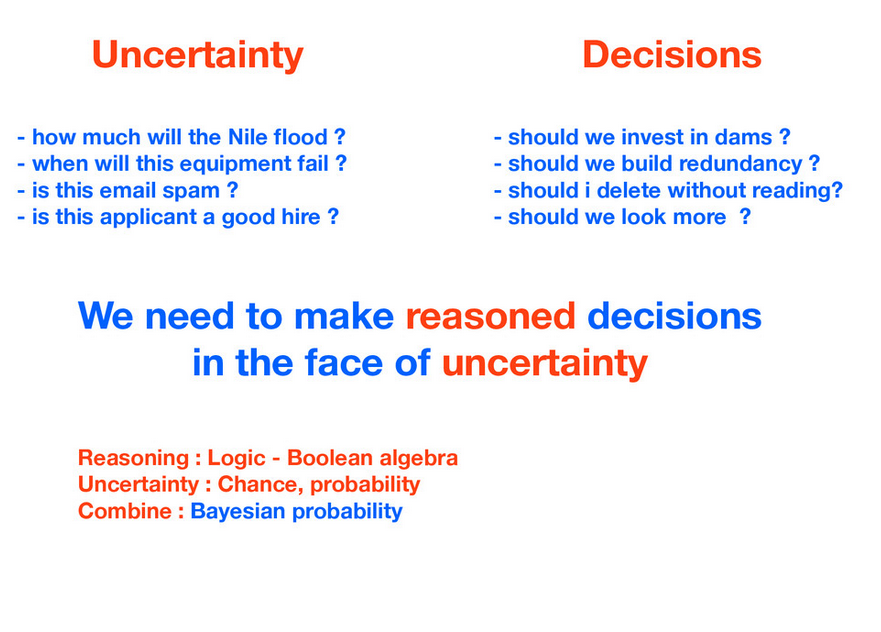 Uncertainty
- how much will the Nile flood ?
- when will this equipment fail ?
- is this email spam ?
- is this applicant a good hire ?
Decisions
- should we invest in dams ?
- should we build redundancy ?
- should i delete without reading?
- should we look more  ?
We need to make reasoned decisions
in the face of uncertainty
Reasoning : Logic - Boolean algebra
Uncertainty : Chance, probability
Combine : Bayesian probability